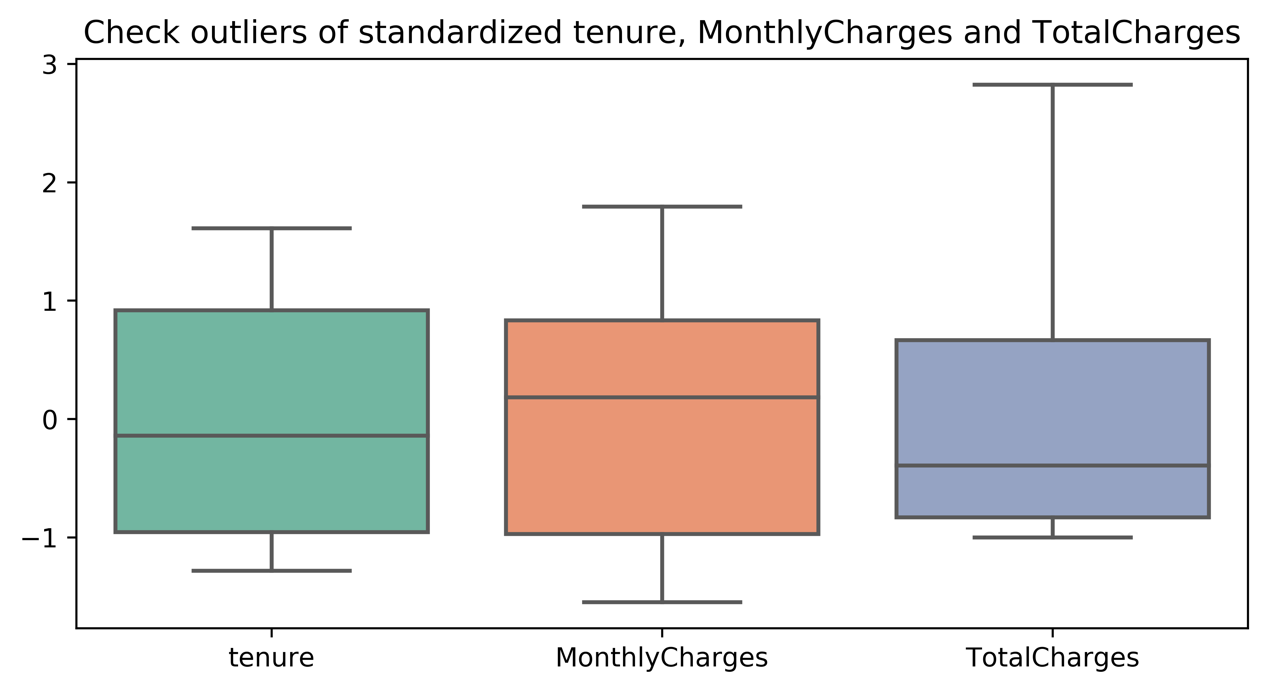 Check outliers of standardized tenure, MonthlyCharges and TotalCharges
3
2
1
0
−1
tenure MonthlyCharges TotalCharges